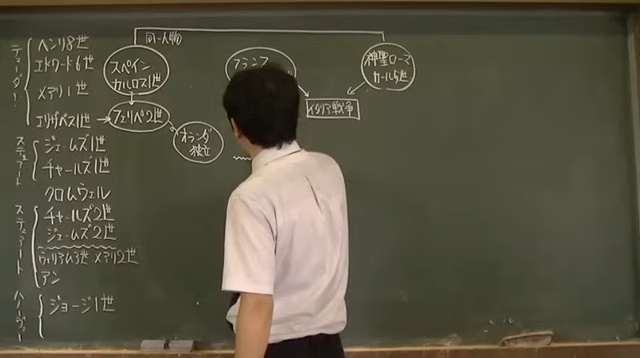 テューダー
ヘンリ8世
エドワード6世
メアリ1世
エリザベス1世
ステュアート
ジェームズ1世
チャールズ1世
クロムウェル
ステュアート
チャールズ2世
ジェームズ2世
ウィリアム3世 メアリ2世
アン
ハノーヴァー
ジョージ1世
同一人物
スペイン
カルロス1世
フェリペ2世
オランダ
独立
フランス
神聖ローマ
カール5世
イタリア戦争